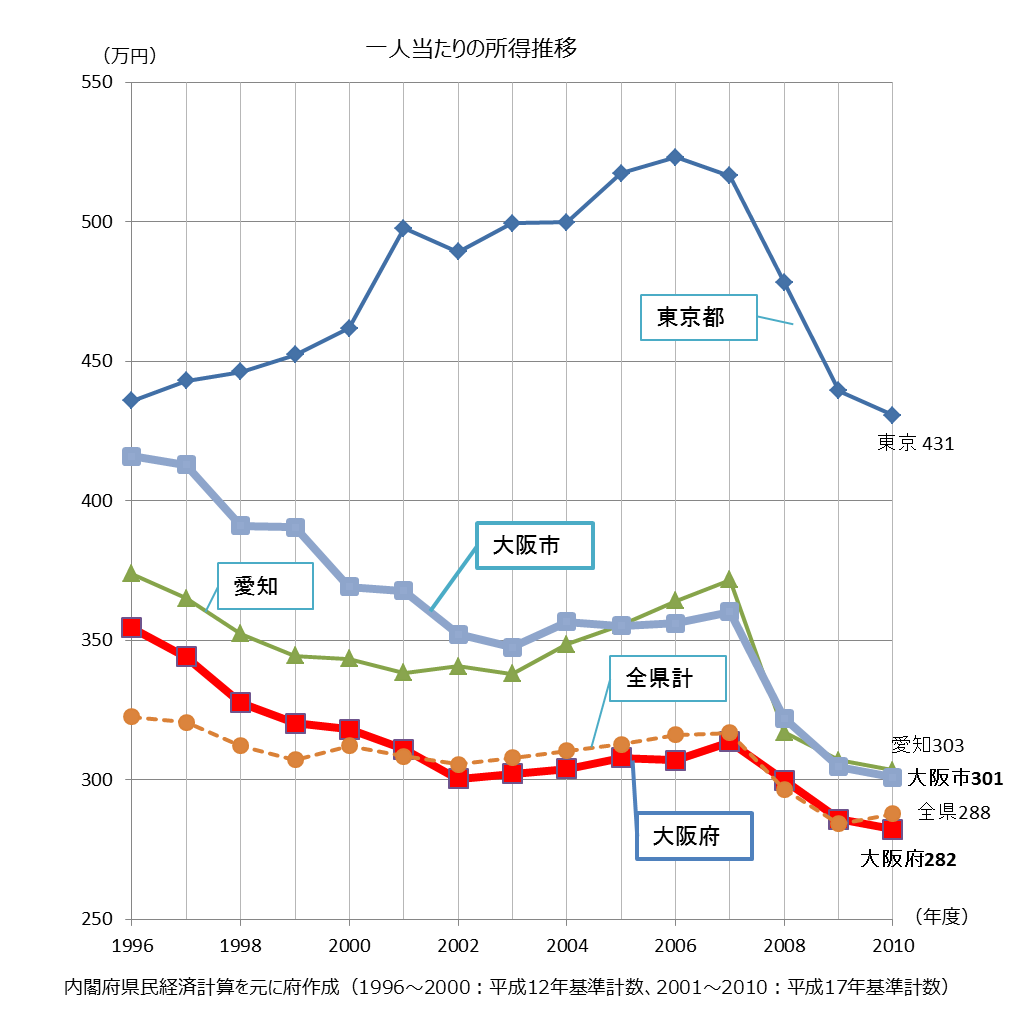 一人当たりの所得推移
（万円）
550
500
450
400
350
300
250
東京都
東京 431
大阪市
愛知
全県計
愛知303
大阪市301
全県288
大阪府
大阪府282
（年度）
1996 1998 2000 2002 2004 2006 2008 2010
内閣府県民経済計算を元に府作成（1996～2000：平成12年基準計数、2001～2010：平成17年基準計数）